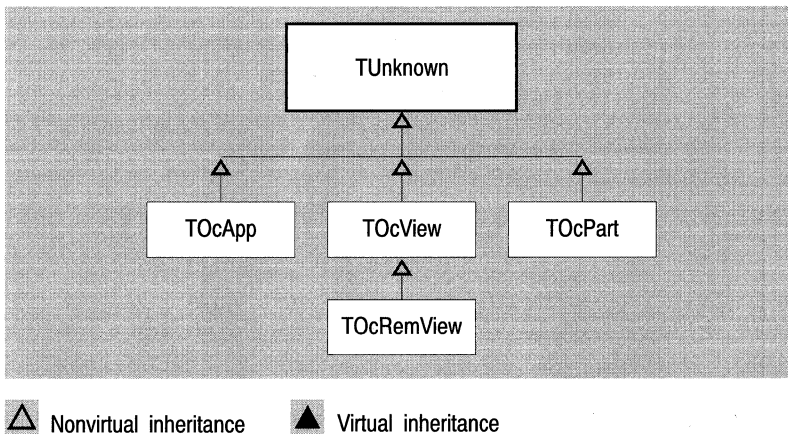 TUnknown
TOcApp TOcView TOcPart
TOcRemView
Nonvirtual inheritance Virtual inheritance